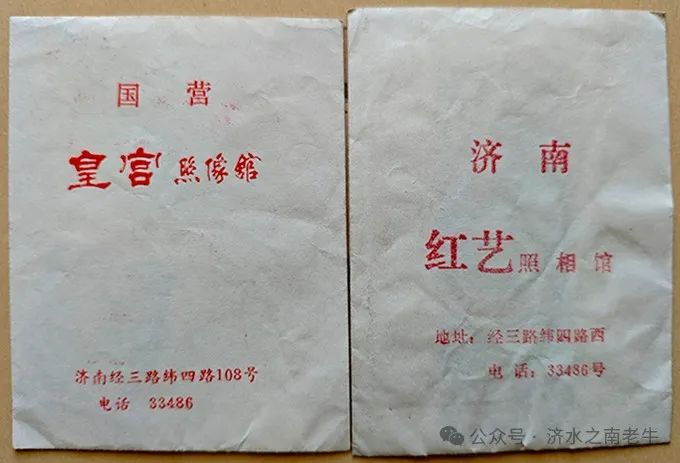 国营
皇宫照像馆
济南经三路纬四路108号
电话 33486
济南
红艺照相馆
地址：经三路纬四路西
电话：33486号
公众号·济水之南老牛